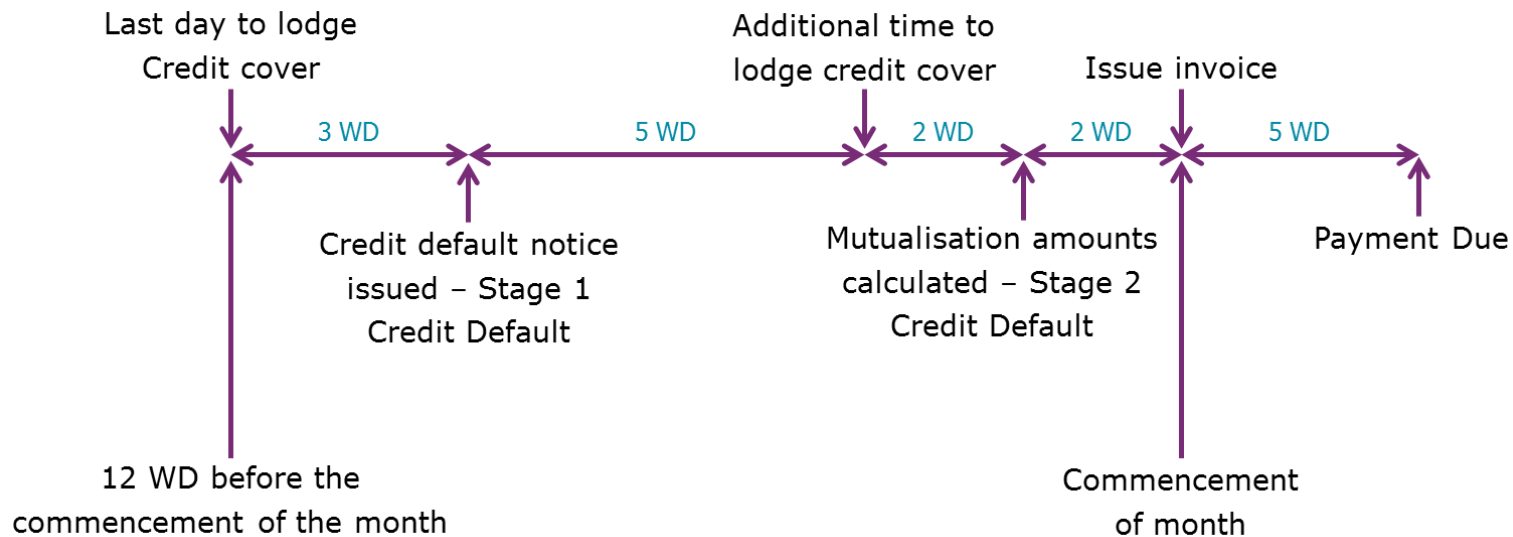 Last day to lodge
Credit cover
Additional time to
lodge credit cover
Issue invoice
3 WD
5 WD
2 WD
2 WD
5 WD
Credit default notice
issued – Stage 1
Credit Default
Mutualisation amounts
calculated – Stage 2
Credit Default
Payment Due
12 WD before the
commencement of the month
Commencement
of month